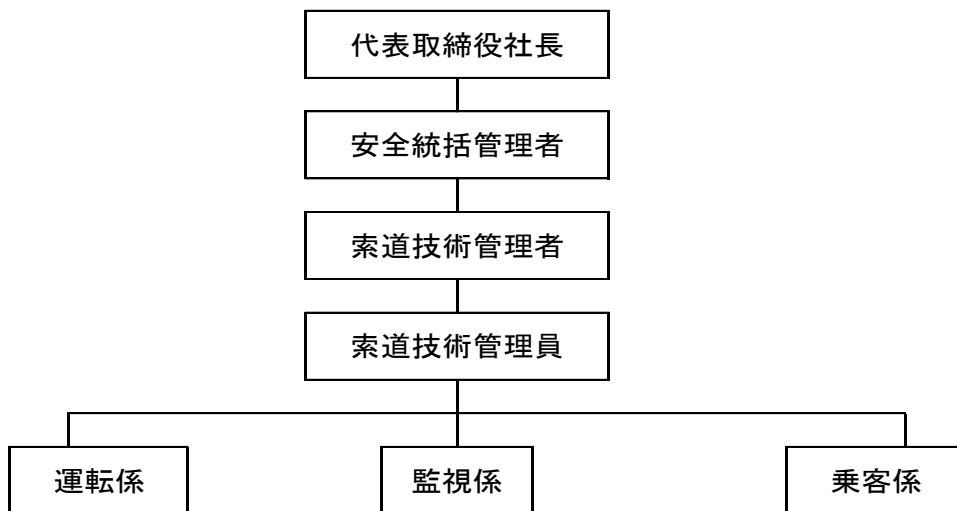 代表取締役社長
安全統括管理者
索道技術管理者
索道技術管理員
運転係
監視係
乗客係